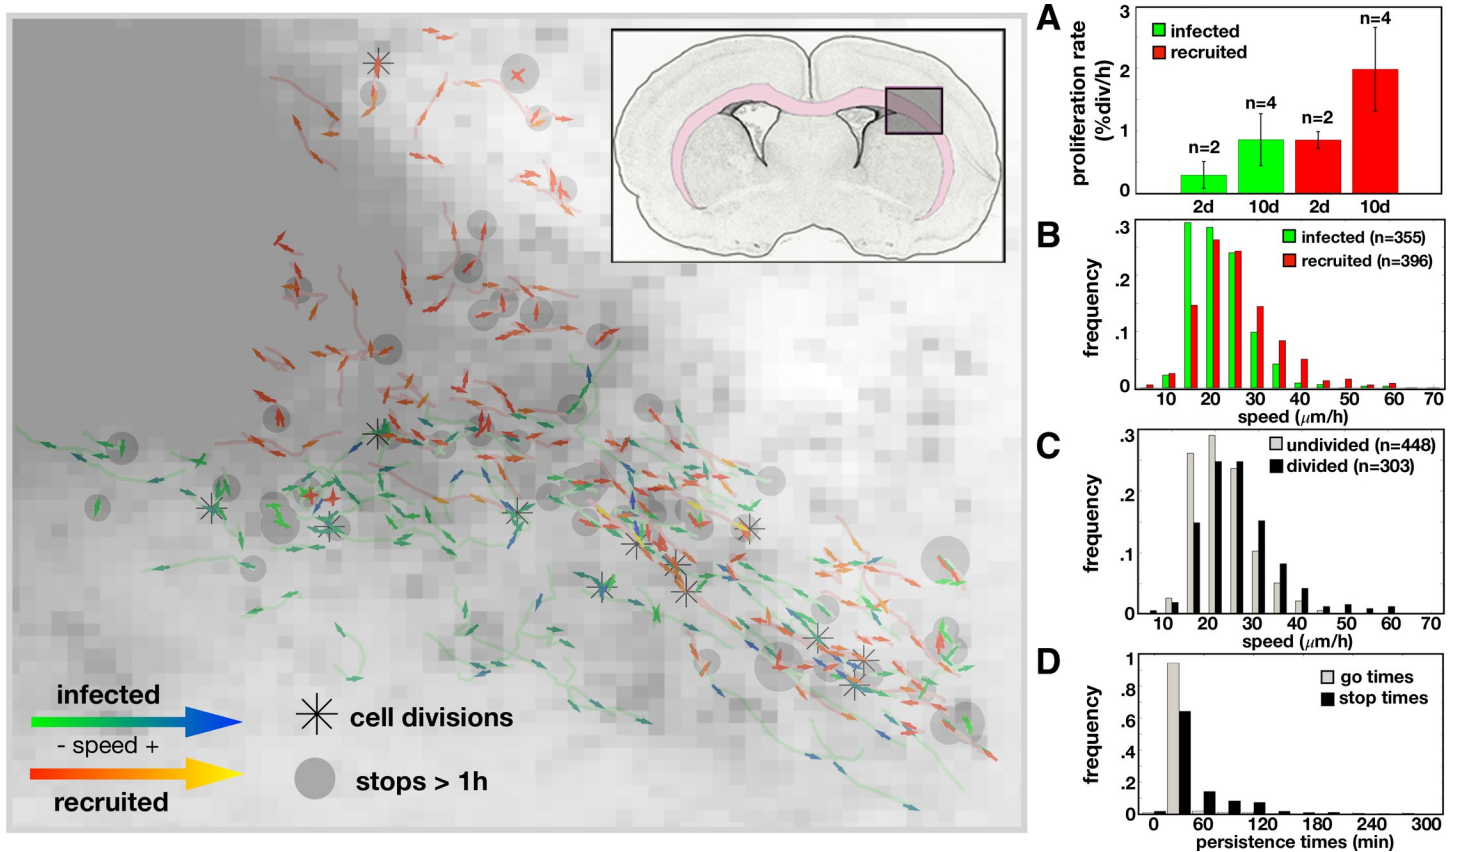 infected
- speed +
recruited
cell divisions
stops > 1h
A
proliferation rate
(%div/h)
3
2
1
0
infected
recruited
n=2
n=4
n=2
n=4
2d
10d
2d
10d
B
frequency
.3
.2
.1
0
infected (n=355)
recruited (n=396)
10 20 30 40 50 60 70
speed (μm/h)
C
frequency
.3
.2
.1
0
undivided (n=448)
divided (n=303)
10 20 30 40 50 60 70
speed (μm/h)
D
frequency
1
.8
.6
.4
.2
0
go times
stop times
0 60 120 180 240 300
persistence times (min)